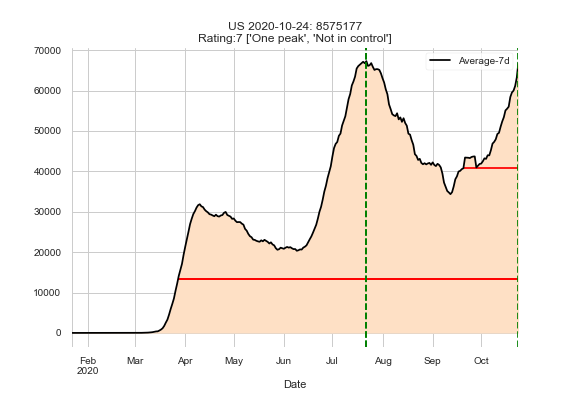 US 2020-10-24: 8575177
Rating:7 ['One peak', 'Not in control']
Average-7d
70000
60000
50000
40000
30000
20000
10000
0
Feb Mar Apr May Jun Jul Aug Sep Oct
2020
Date